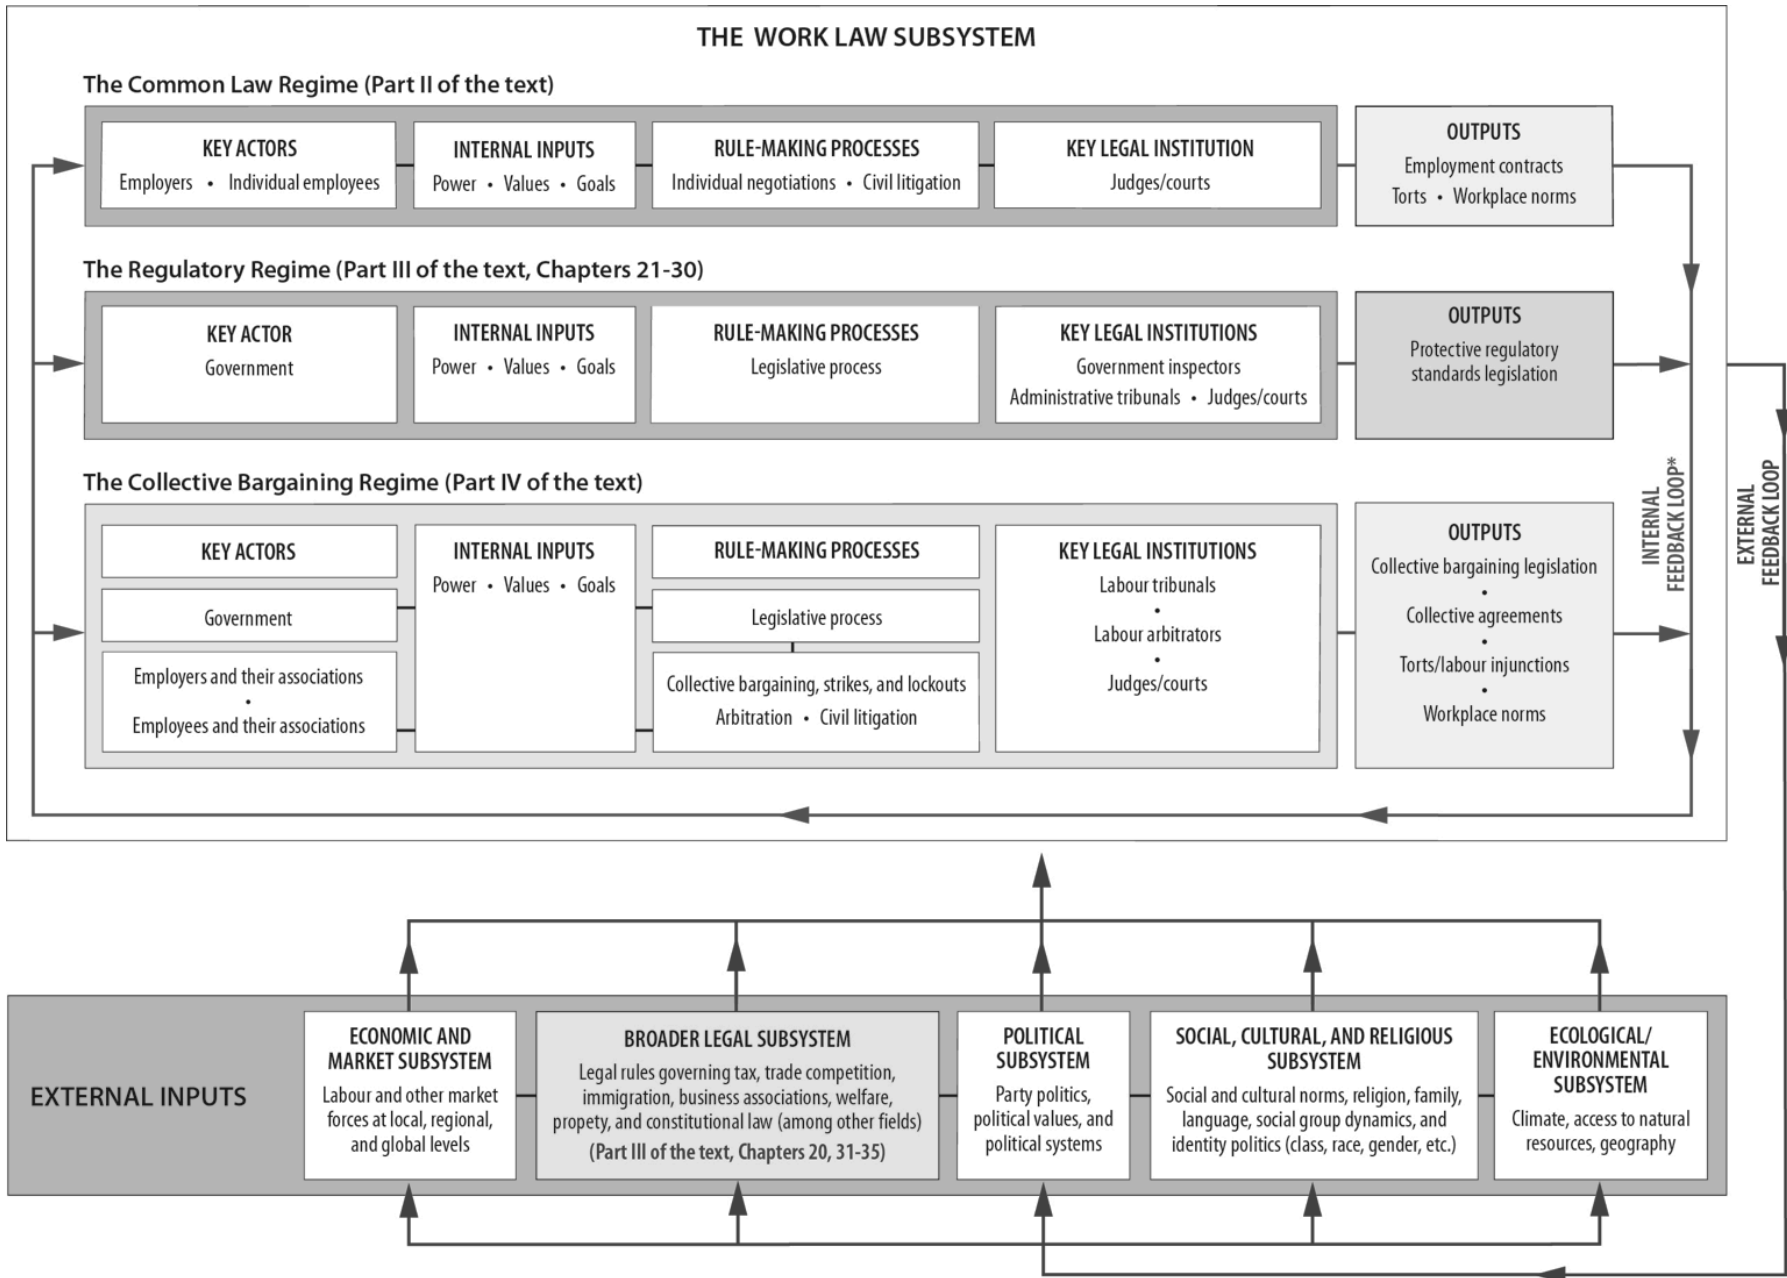 THE WORK LAW SUBSYSTEM
The Common Law Regime (Part II of the text)
KEY ACTORS
Employers • Individual employees
INTERNAL INPUTS
Power • Values • Goals
RULE-MAKING PROCESSES
Individual negotiations • Civil litigation
KEY LEGAL INSTITUTION
Judges/courts
OUTPUTS
Employment contracts
Torts • Workplace norms
The Regulatory Regime (Part III of the text, Chapters 21-30)
KEY ACTOR
Government
INTERNAL INPUTS
Power • Values • Goals
RULE-MAKING PROCESSES
Legislative process
KEY LEGAL INSTITUTIONS
Government inspectors
Administrative tribunals • Judges/courts
OUTPUTS
Protective regulatory
standards legislation
The Collective Bargaining Regime (Part IV of the text)
KEY ACTORS
Government
Employers and their associations
•
Employees and their associations
INTERNAL INPUTS
Power • Values • Goals
RULE-MAKING PROCESSES
Legislative process
Collective bargaining, strikes, and lockouts
Arbitration • Civil litigation
KEY LEGAL INSTITUTIONS
Labour tribunals
•
Labour arbitrators
•
Judges/courts
OUTPUTS
Collective bargaining legislation
•
Collective agreements
•
Torts/labour injunctions
•
Workplace norms
INTERNAL
FEEDBACK LOOP*
EXTERNAL
FEEDBACK LOOP
EXTERNAL INPUTS
ECONOMIC AND
MARKET SUBSYSTEM
Labour and other market
forces at local, regional,
and global levels
BROADER LEGAL SUBSYSTEM
Legal rules governing tax, trade competition,
immigration, business associations, welfare,
propety, and constitutional law (among other fields)
(Part III of the text, Chapters 20, 31-35)
POLITICAL
SUBSYSTEM
Party politics,
political values, and
political systems
SOCIAL, CULTURAL, AND RELIGIOUS
SUBSYSTEM
Social and cultural norms, religion, family,
language, social group dynamics, and
identity politics (class, race, gender, etc.)
ECOLOGICAL/
ENVIRONMENTAL
SUBSYSTEM
Climate, access to natural
resources, geography